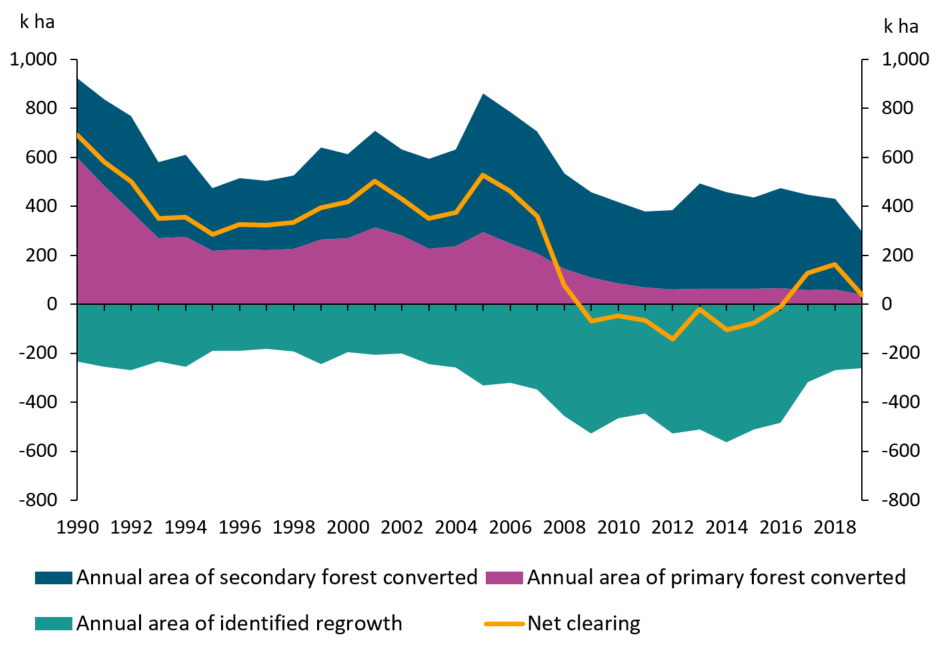 k ha
k ha
1,000 1,000
800 800
600 600
400 400
200 200
0 0
-200 -200
-400 -400
-600 -600
-800 -800
1990 1992 1994 1996 1998 2000 2002 2004 2006 2008 2010 2012 2014 2016 2018
Annual area of secondary forest converted Annual area of primary forest converted
Annual area of identified regrowth Net clearing